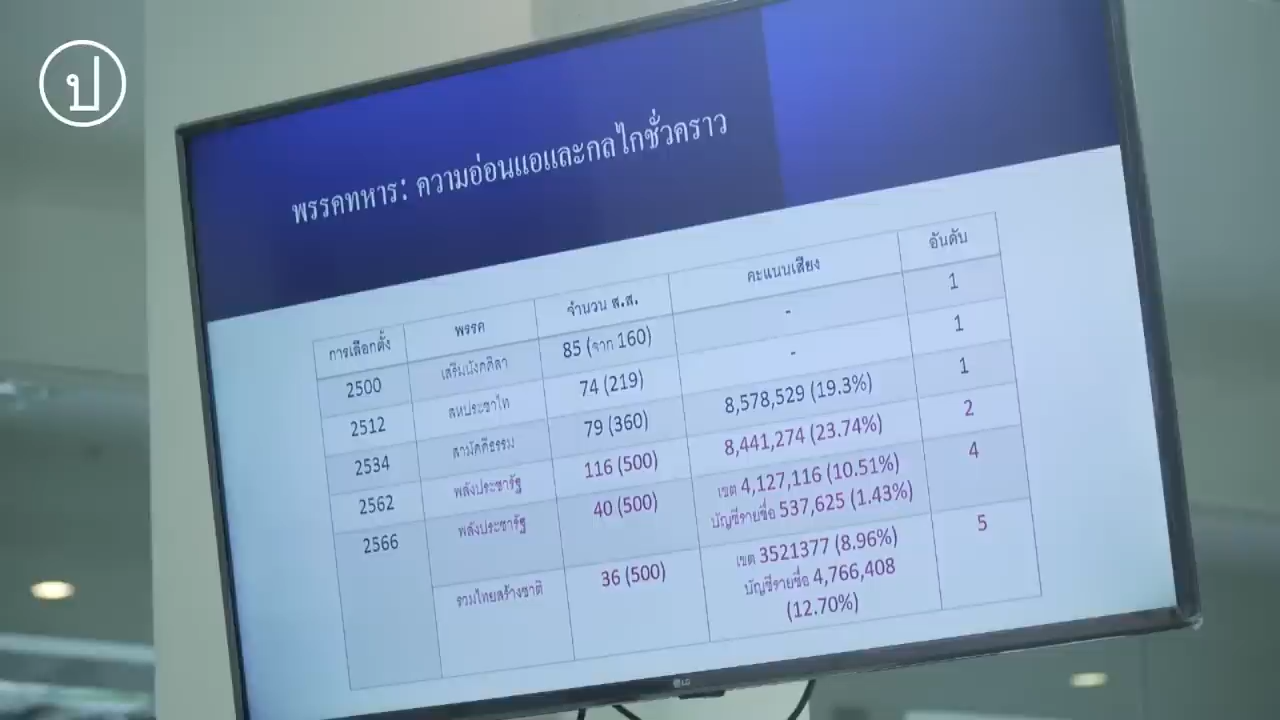 ป
พรรคทหาร: ความอ่อนแอและกลไกชั่วคราว
การเลือกตั้ง พรรค จำนวน ส.ส. คะแนนเสียง อันดับ
2500 เสรีมนังคศิลา 85 (จาก 160) - 1
2512 สหประชาไท 74 (219) - 1
2534 สามัคคีธรรม 79 (360) 8,578,529 (19.3%) 1
2562 พลังประชารัฐ 116 (500) 8,441,274 (23.74%) 2
2566 พลังประชารัฐ 40 (500) เขต 4,127,116 (10.51%) 4
บัญชีรายชื่อ 537,625 (1.43%)
รวมไทยสร้างชาติ 36 (500) เขต 3521377 (8.96%) 5
บัญชีรายชื่อ 4,766,408
(12.70%)
LG